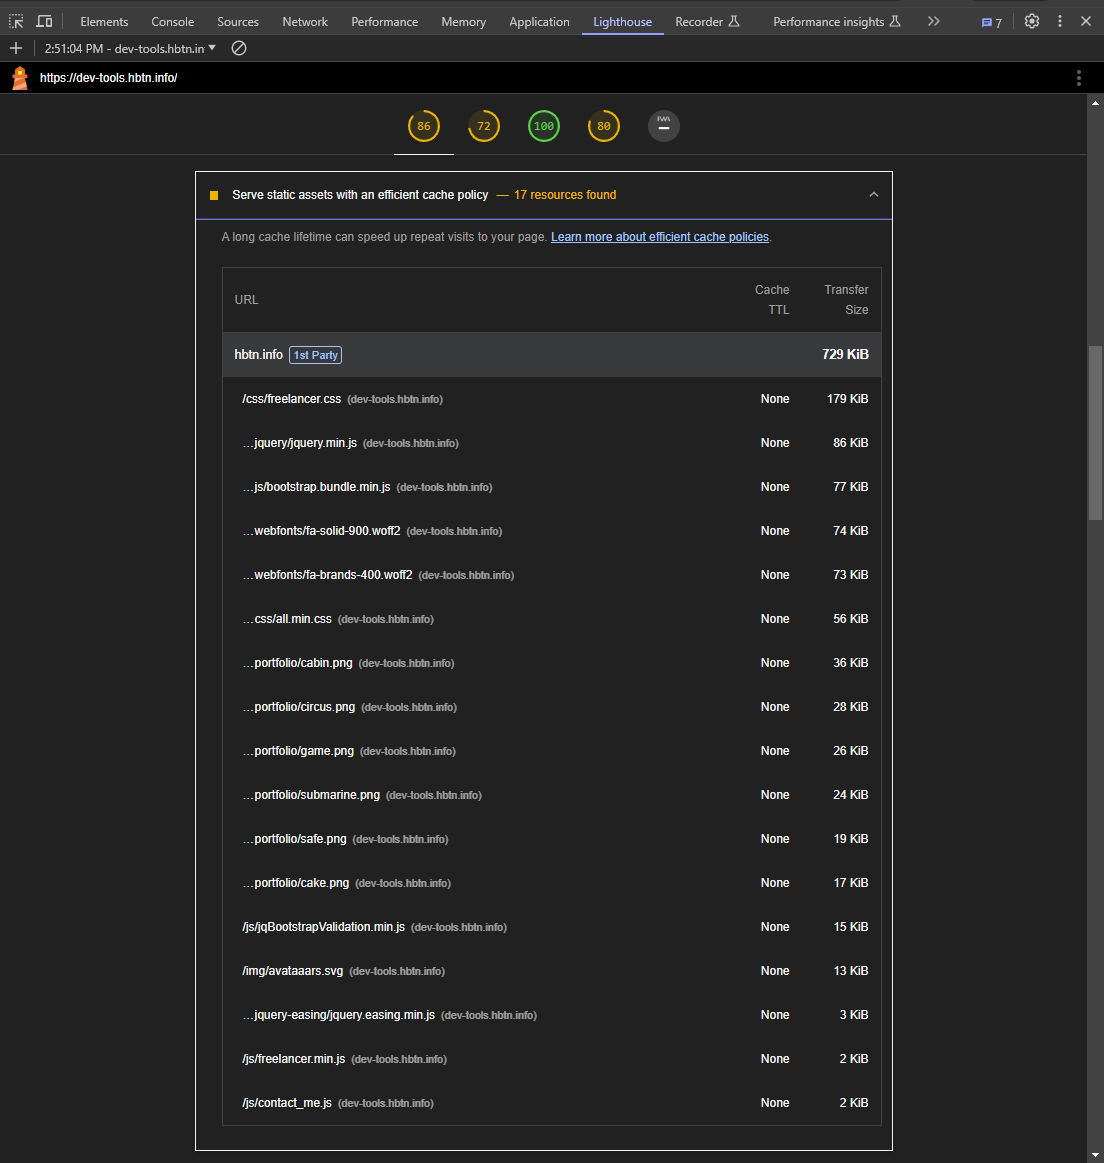 Elements Console Sources Network Performance Memory Application Lighthouse Recorder Performance insights 7
2:51:04 PM - dev-tools.hbtn.in
https://dev-tools.hbtn.info/
86 72 100 80 PWA
Serve static assets with an efficient cache policy — 17 resources found
A long cache lifetime can speed up repeat visits to your page. Learn more about efficient cache policies.
URL Cache TTL Transfer Size
hbtn.info 1st Party 729 KiB
/css/freelancer.css (dev-tools.hbtn.info) None 179 KiB
…jquery/jquery.min.js (dev-tools.hbtn.info) None 86 KiB
…js/bootstrap.bundle.min.js (dev-tools.hbtn.info) None 77 KiB
…webfonts/fa-solid-900.woff2 (dev-tools.hbtn.info) None 74 KiB
…webfonts/fa-brands-400.woff2 (dev-tools.hbtn.info) None 73 KiB
…css/all.min.css (dev-tools.hbtn.info) None 56 KiB
…portfolio/cabin.png (dev-tools.hbtn.info) None 36 KiB
…portfolio/circus.png (dev-tools.hbtn.info) None 28 KiB
…portfolio/game.png (dev-tools.hbtn.info) None 26 KiB
…portfolio/submarine.png (dev-tools.hbtn.info) None 24 KiB
…portfolio/safe.png (dev-tools.hbtn.info) None 19 KiB
…portfolio/cake.png (dev-tools.hbtn.info) None 17 KiB
/js/jqBootstrapValidation.min.js (dev-tools.hbtn.info) None 15 KiB
/img/avataaars.svg (dev-tools.hbtn.info) None 13 KiB
…jquery-easing/jquery.easing.min.js (dev-tools.hbtn.info) None 3 KiB
/js/freelancer.min.js (dev-tools.hbtn.info) None 2 KiB
/js/contact_me.js (dev-tools.hbtn.info) None 2 KiB